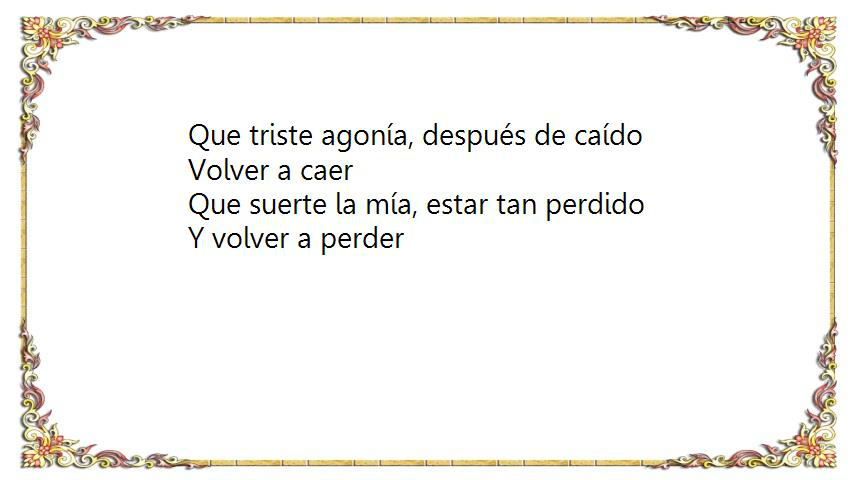 Que triste agonía, después de caído
Volver a caer
Que suerte la mía, estar tan perdido
Y volver a perder